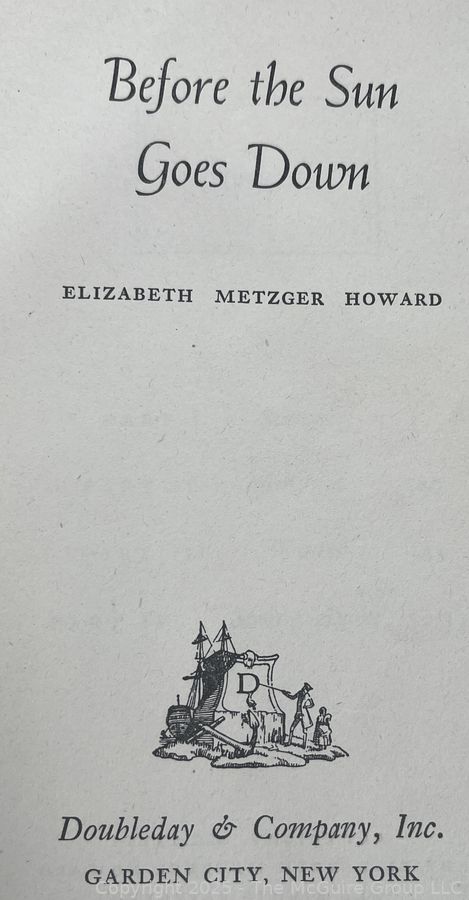 Before the Sun
Goes Down
ELIZABETH METZGER HOWARD
D
Doubleday & Company, Inc.
GARDEN CITY, NEW YORK
Copyright 2025 - The McGuire Group LLC